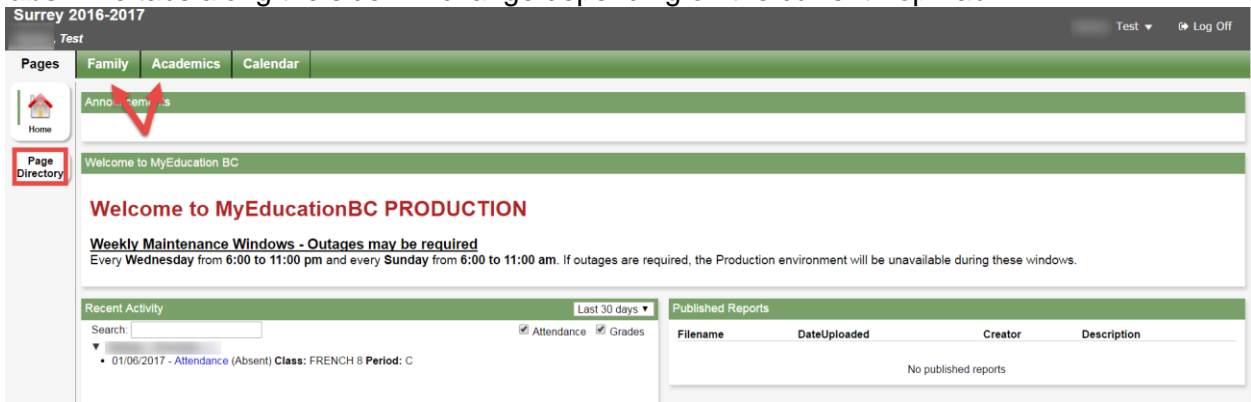 Surrey 2016-2017
, Test
Test ▼ Log Off
Pages Family Academics Calendar
Home
Page
Directory
Welcome to MyEducation BC
Welcome to MyEducationBC PRODUCTION
Weekly Maintenance Windows - Outages may be required
Every Wednesday from 6:00 to 11:00 pm and every Sunday from 6:00 to 11:00 am. If outages are required, the Production environment will be unavailable during these windows.
Recent Activity Last 30 days ▼
Search: Attendance Grades
▼
• 01/06/2017 - Attendance (Absent) Class: FRENCH 8 Period: C
Published Reports
Filename DateUploaded Creator Description
No published reports